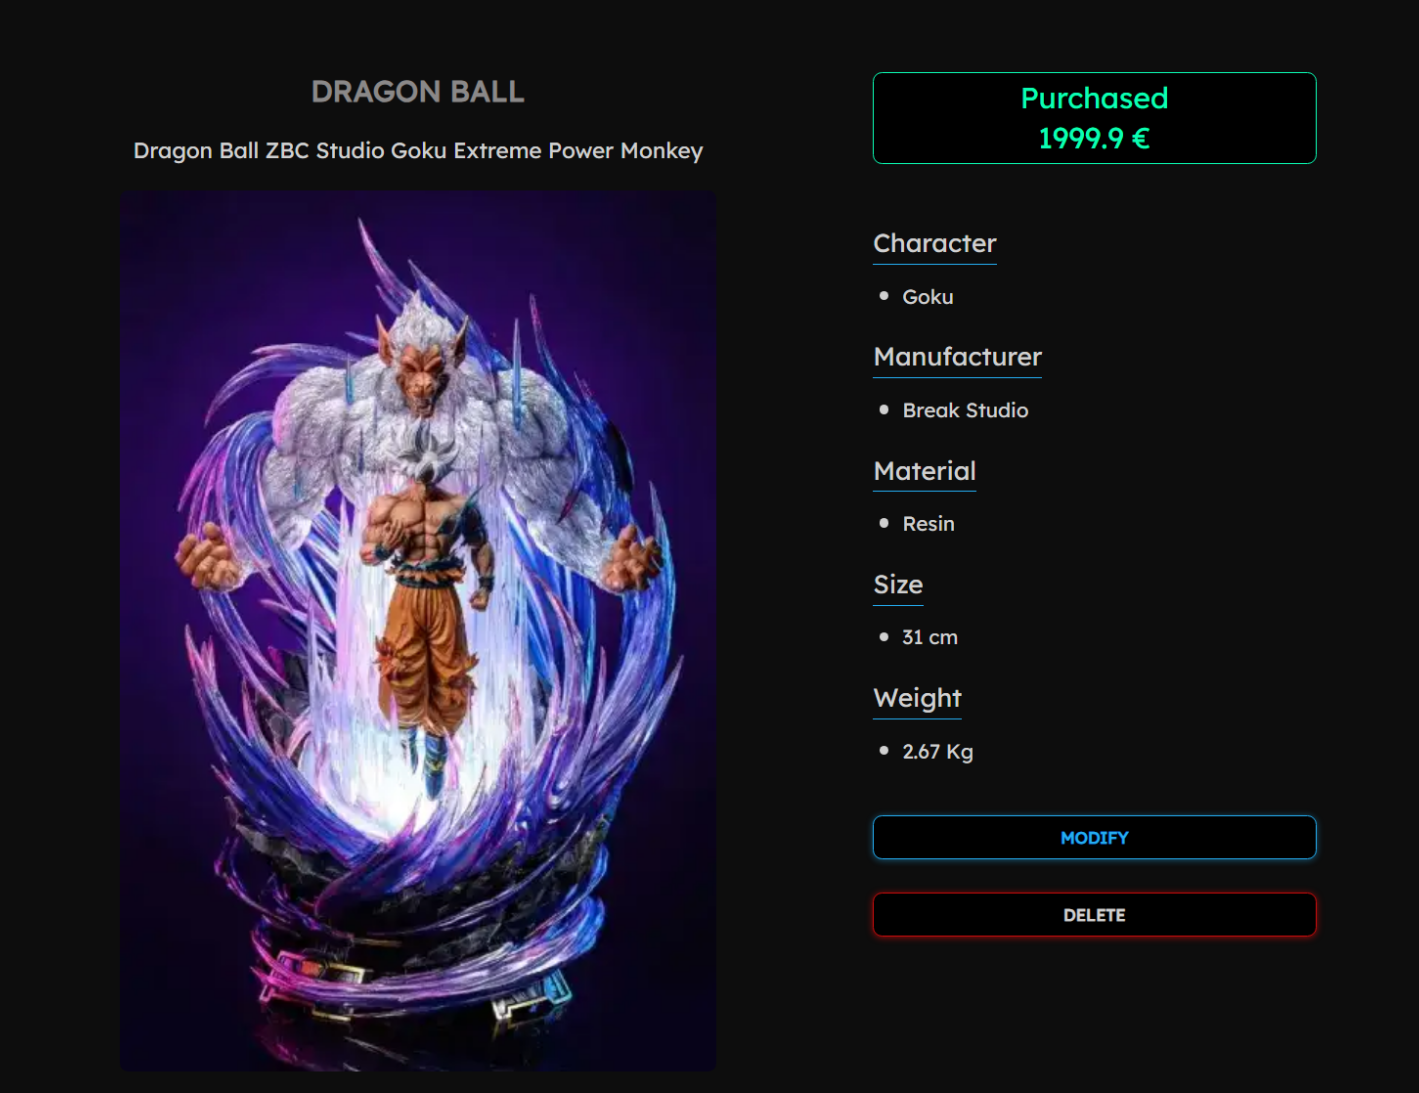 DRAGON BALL
Dragon Ball ZBC Studio Goku Extreme Power Monkey
Purchased
1999.9 €
Character
Goku
Manufacturer
Break Studio
Material
Resin
Size
31 cm
Weight
2.67 Kg
MODIFY
DELETE